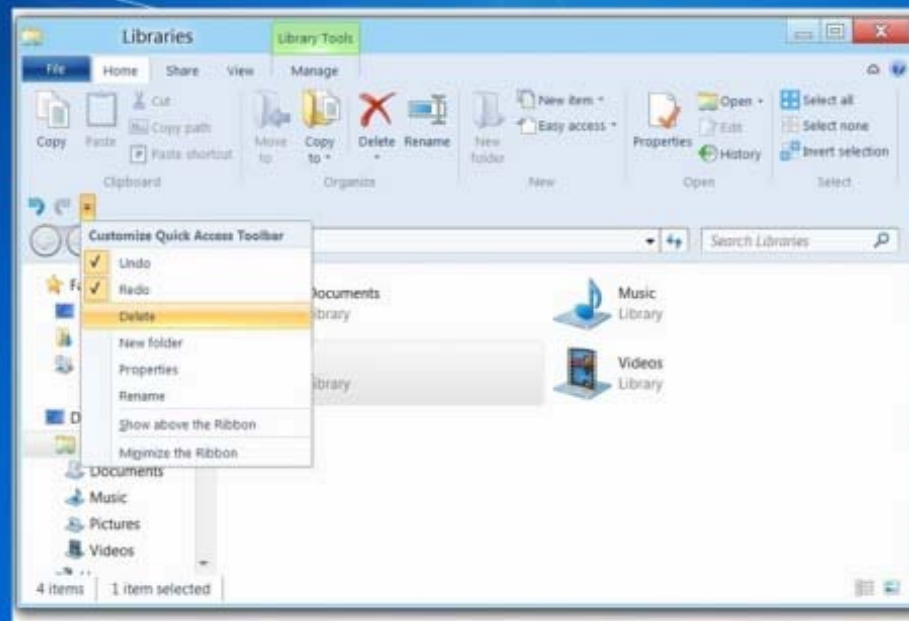 Libraries
Library Tools
File Home Share View Manage
Copy
Paste
Cut
Copy path
Paste shortcut
Clipboard
Move to
Copy to
Delete
Rename
Organize
New folder
New item
Easy access
New
Properties
Open
Edit
History
Open
Select all
Select none
Invert selection
Select
Customize Quick Access Toolbar
Undo
Redo
Delete
New folder
Properties
Rename
Show above the Ribbon
Minimize the Ribbon
Search Libraries
Documents
Library
Music
Library
Library
Videos
Library
Documents
Music
Pictures
Videos
4 items 1 item selected